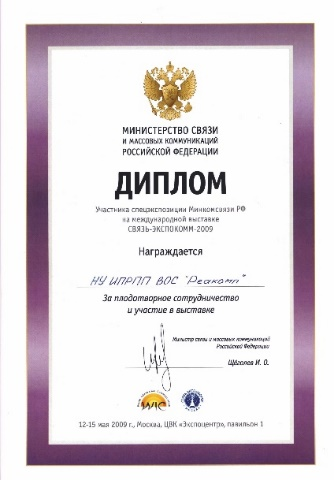 МИНИСТЕРСТВО СВЯЗИ
И МАССОВЫХ КОММУНИКАЦИЙ
РОССИЙСКОЙ ФЕДЕРАЦИИ
ДИПЛОМ
Участника спецэкспозиции Минкомсвязи РФ
на международной выставке
СВЯЗЬ-ЭКСПОКОММ-2009
Награждается
НУ ИПРПП ВОС "Реакомп"
За плодотворное сотрудничество
и участие в выставке
Министр связи и массовых коммуникаций
Российской Федерации
Щёголев И. О.
12-15 мая 2009 г., Москва, ЦВК «Экспоцентр», павильон 1